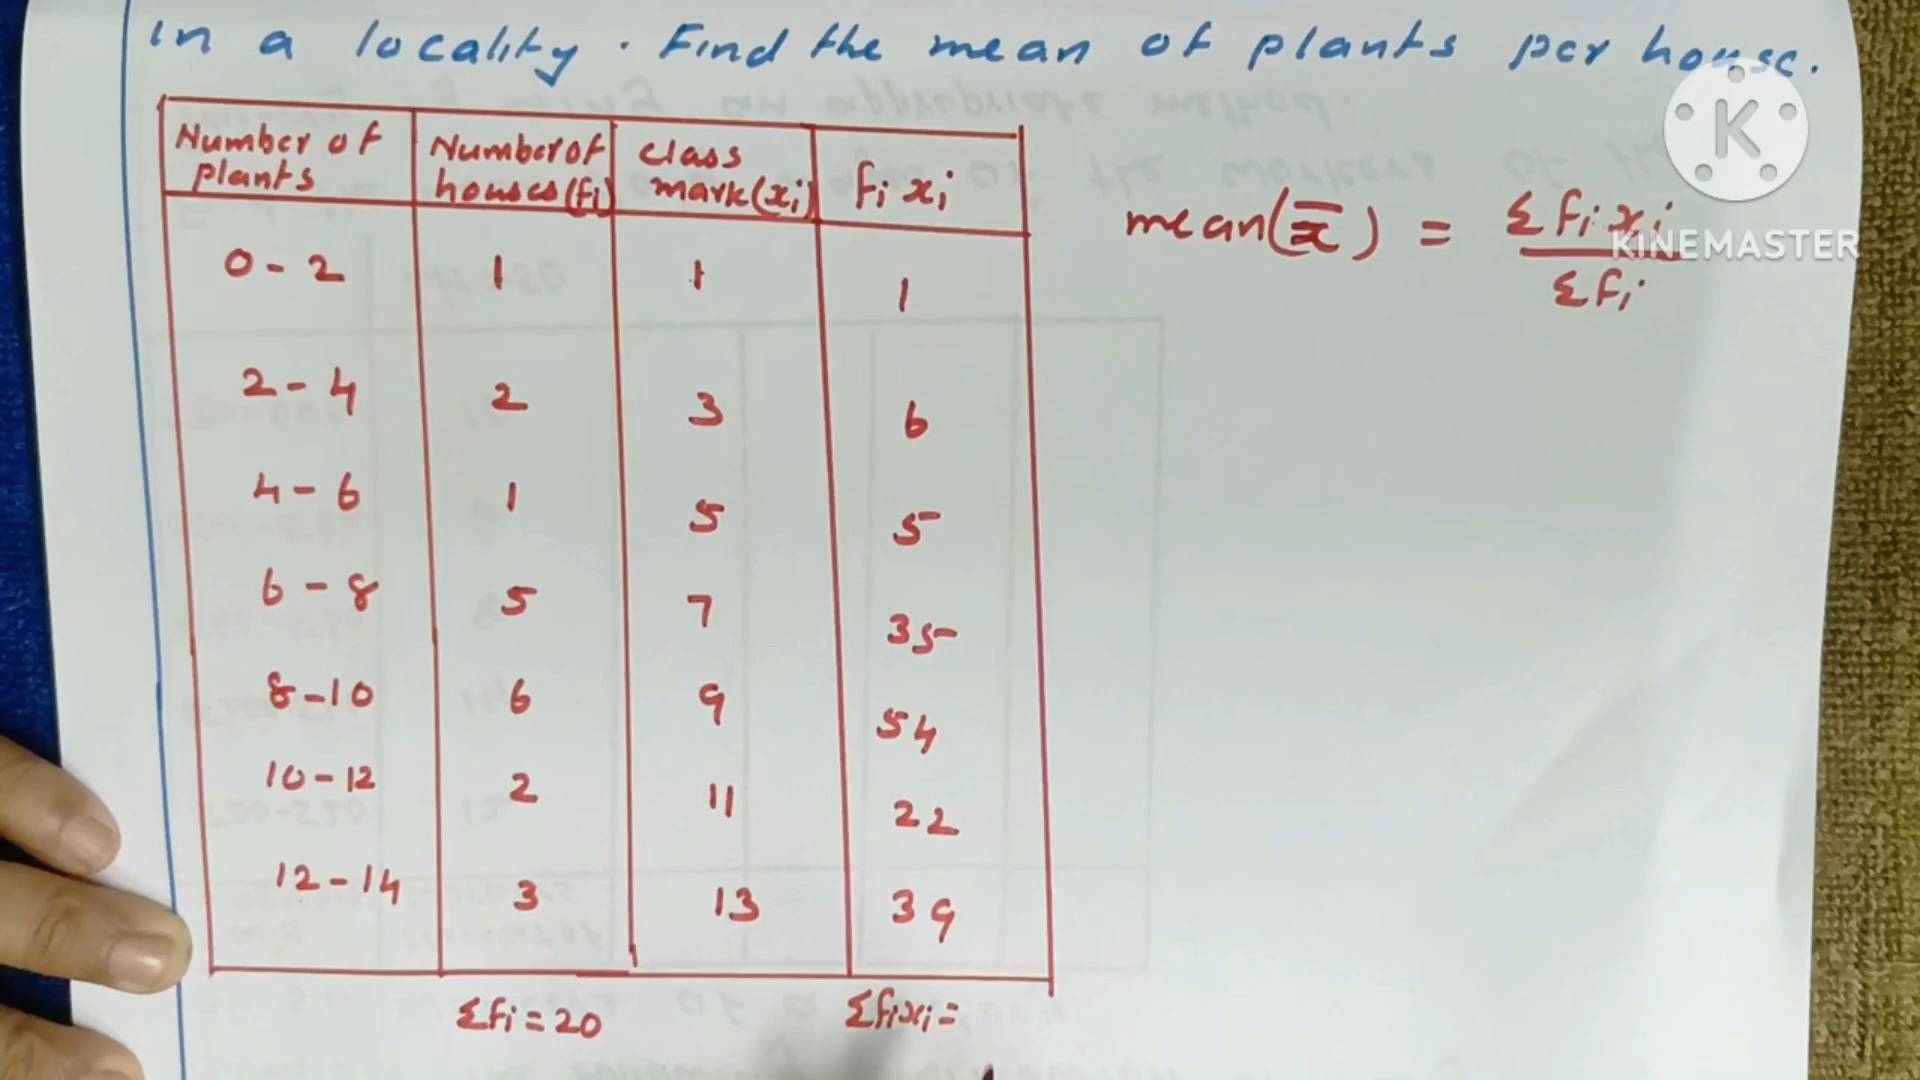 in a locality. Find the mean of plants per house.
Number of plants | Number of houses (fi) | class mark (xi) | fi xi
0 - 2 | 1 | 1 | 1
2 - 4 | 2 | 3 | 6
4 - 6 | 1 | 5 | 5
6 - 8 | 5 | 7 | 35
8 - 10 | 6 | 9 | 54
10 - 12 | 2 | 11 | 22
12 - 14 | 3 | 13 | 39
Σfi = 20 Σfixi =
mean(x̄) = Σfi xi / Σfi
K
KINEMASTER